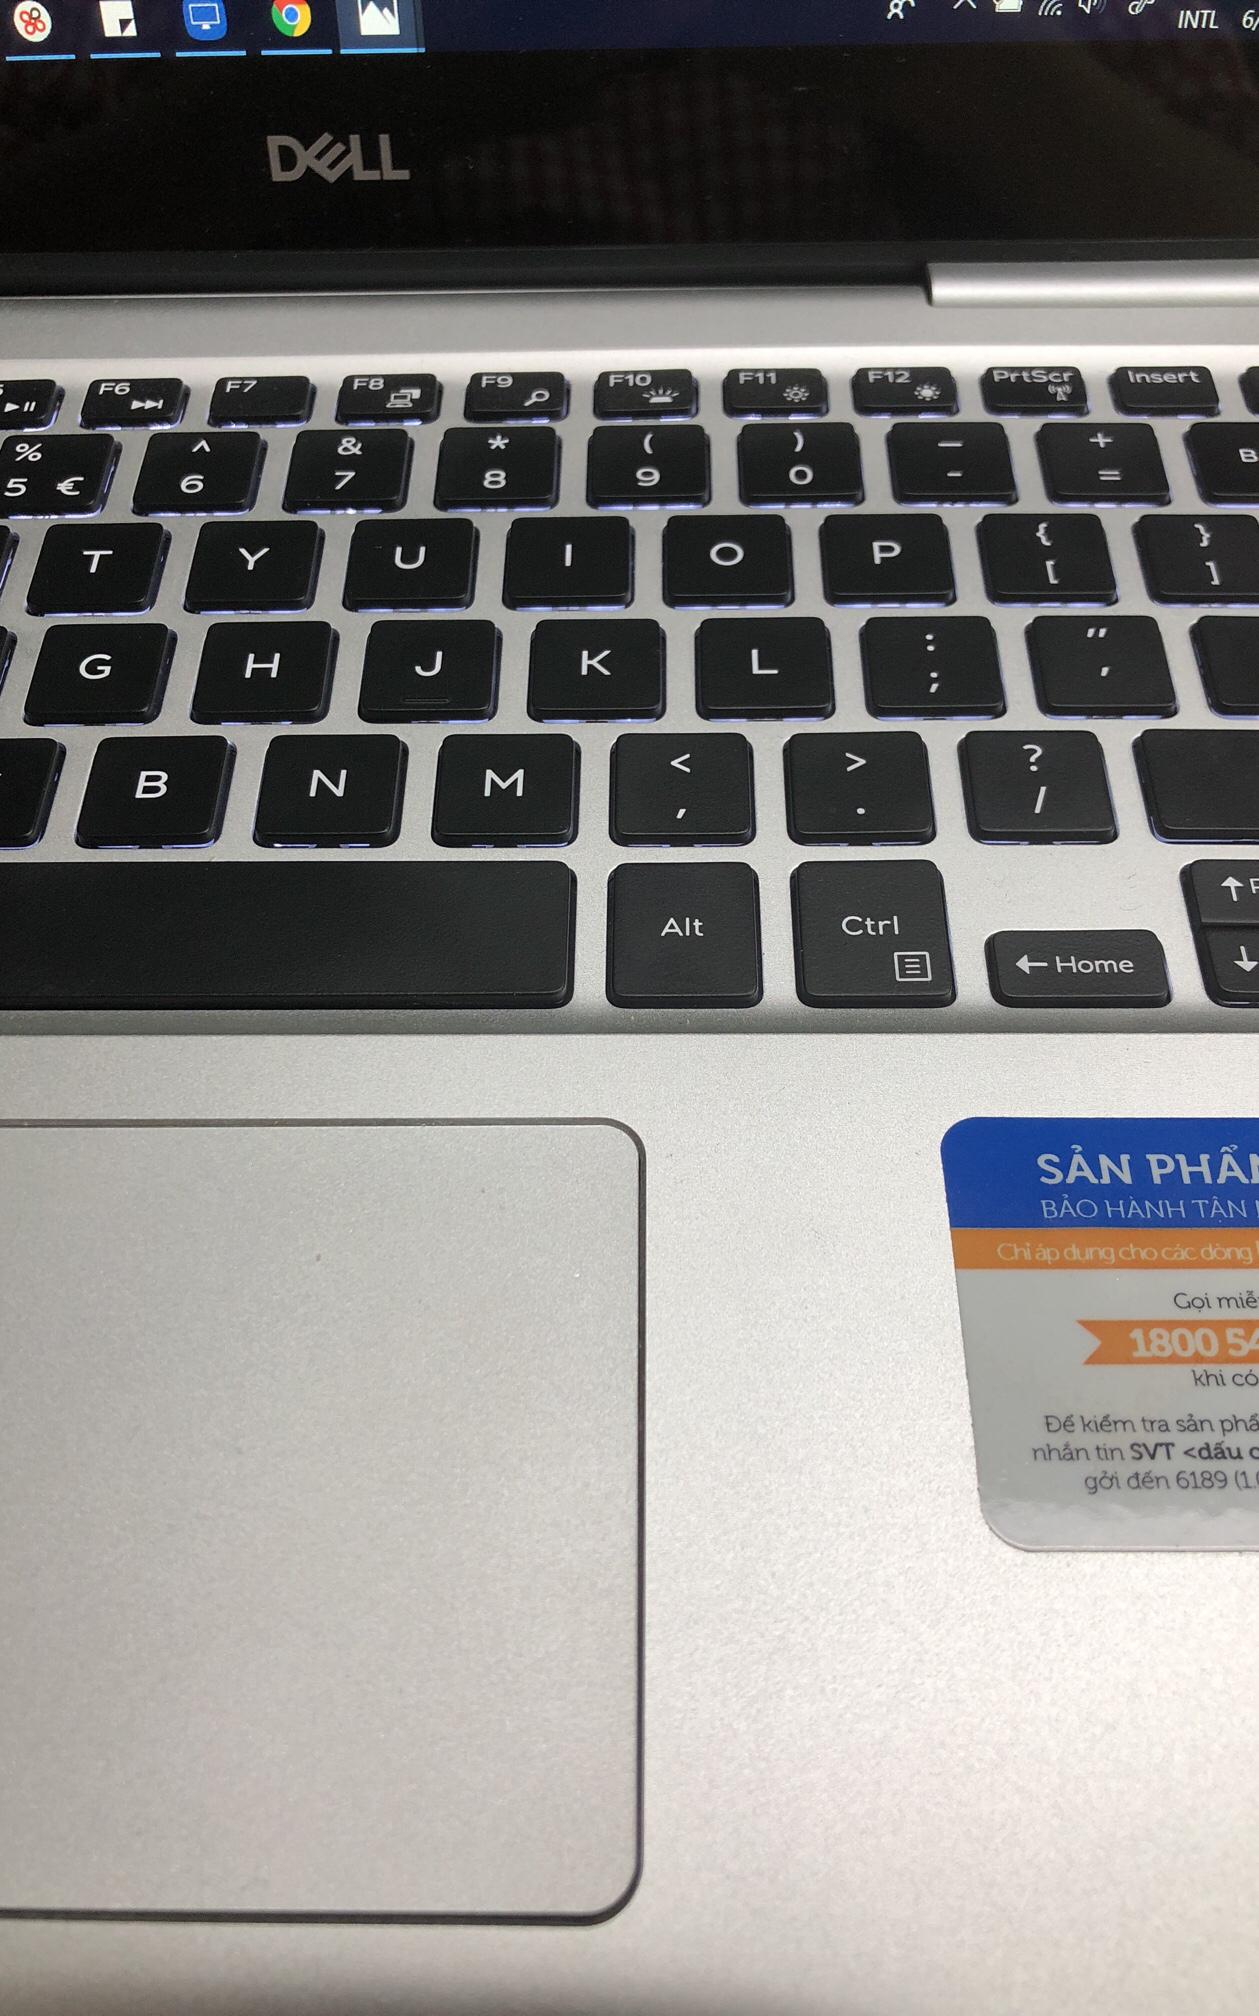 INTL 6/
DELL
F6 F7 F8 F9 F10 F11 F12 PrtScr Insert
% ^ & * ( ) — +
5 € 6 7 8 9 0 - =
T Y U I O P { [ } ]
G H J K L : ; " '
B N M < , > . ? /
Alt Ctrl ← Home ↑ ↓
SẢN PHẨ
BẢO HÀNH TẬN
Chỉ áp dụng cho các dòng
Gọi miễ
1800 54
khi có
Để kiểm tra sản phẩ
nhắn tin SVT <dấu c
gởi đến 6189 (1.